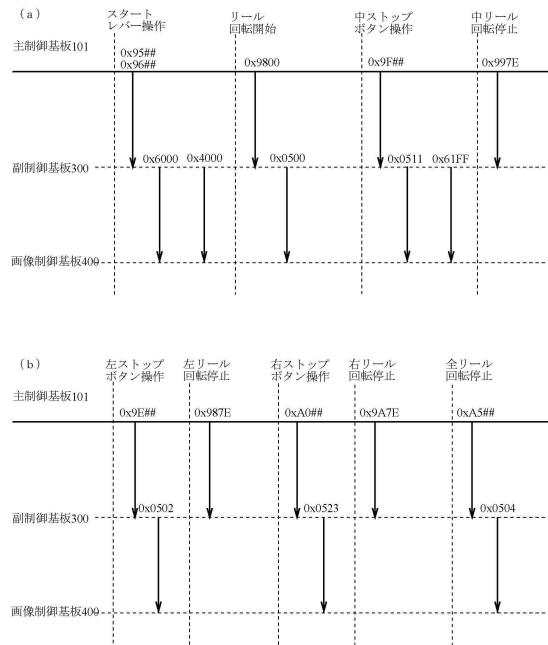 (a)
スタート
レバー操作
リール
回転開始
中ストップ
ボタン操作
中リール
回転停止
主制御基板101
0x95##
0x96##
0x9800
0x9F##
0x997E
0x6000
0x4000
0x0500
0x0511
0x61FF
副制御基板300
画像制御基板400
(b)
左ストップ
ボタン操作
左リール
回転停止
右ストップ
ボタン操作
右リール
回転停止
全リール
回転停止
主制御基板101
0x9E##
0x987E
0xA0##
0x9A7E
0xA5##
0x0502
0x0523
0x0504
副制御基板300
画像制御基板400